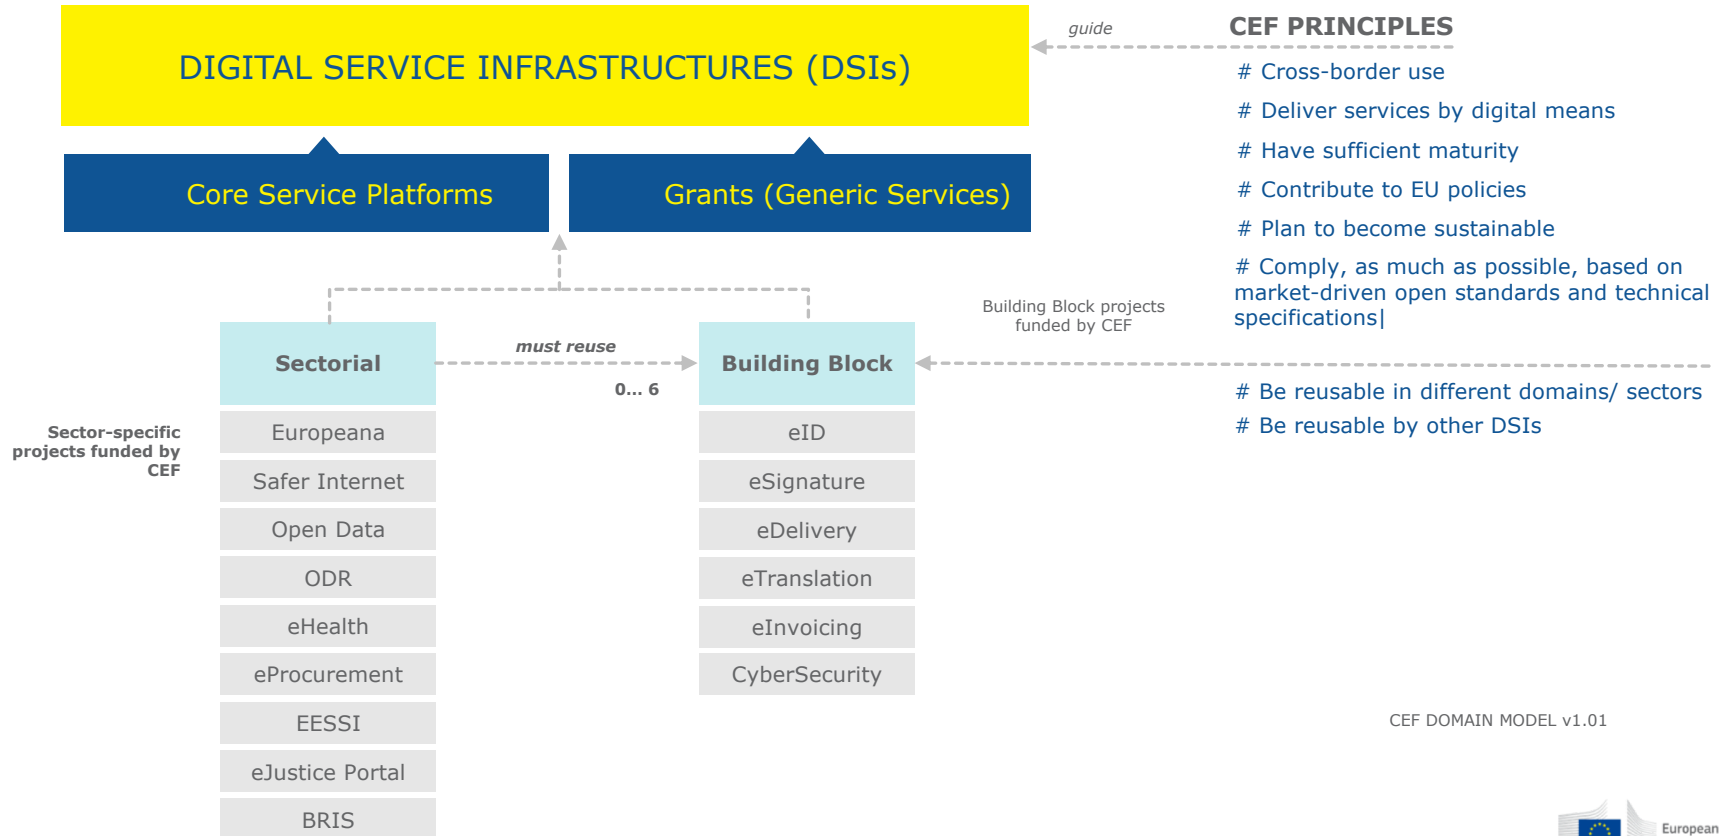 DIGITAL SERVICE INFRASTRUCTURES (DSIs)
guide
CEF PRINCIPLES
# Cross-border use
# Deliver services by digital means
# Have sufficient maturity
# Contribute to EU policies
# Plan to become sustainable
# Comply, as much as possible, based on
market-driven open standards and technical
specifications|
Core Service Platforms
Grants (Generic Services)
Building Block projects
funded by CEF
Sectorial
must reuse
0... 6
Building Block
# Be reusable in different domains/ sectors
# Be reusable by other DSIs
Sector-specific
projects funded by
CEF
Europeana
Safer Internet
Open Data
ODR
eHealth
eProcurement
EESSI
eJustice Portal
BRIS
eID
eSignature
eDelivery
eTranslation
eInvoicing
CyberSecurity
CEF DOMAIN MODEL v1.01
European